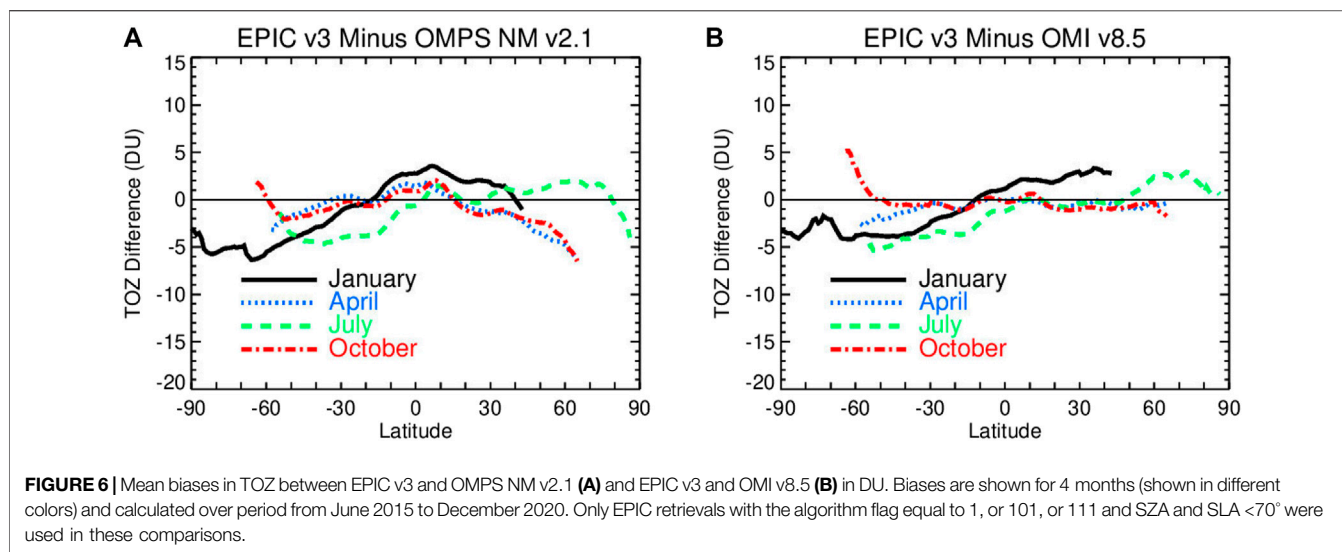 A
EPIC v3 Minus OMPS NM v2.1
15
10
5
0
-5
-10
-15
-20
TOZ Difference (DU)
January
April
July
October
-90 -60 -30 0 30 60 90
Latitude
B
EPIC v3 Minus OMI v8.5
15
10
5
0
-5
-10
-15
-20
TOZ Difference (DU)
January
April
July
October
-90 -60 -30 0 30 60 90
Latitude
FIGURE 6 | Mean biases in TOZ between EPIC v3 and OMPS NM v2.1 (A) and EPIC v3 and OMI v8.5 (B) in DU. Biases are shown for 4 months (shown in different
colors) and calculated over period from June 2015 to December 2020. Only EPIC retrievals with the algorithm flag equal to 1, or 101, or 111 and SZA and SLA <70° were
used in these comparisons.